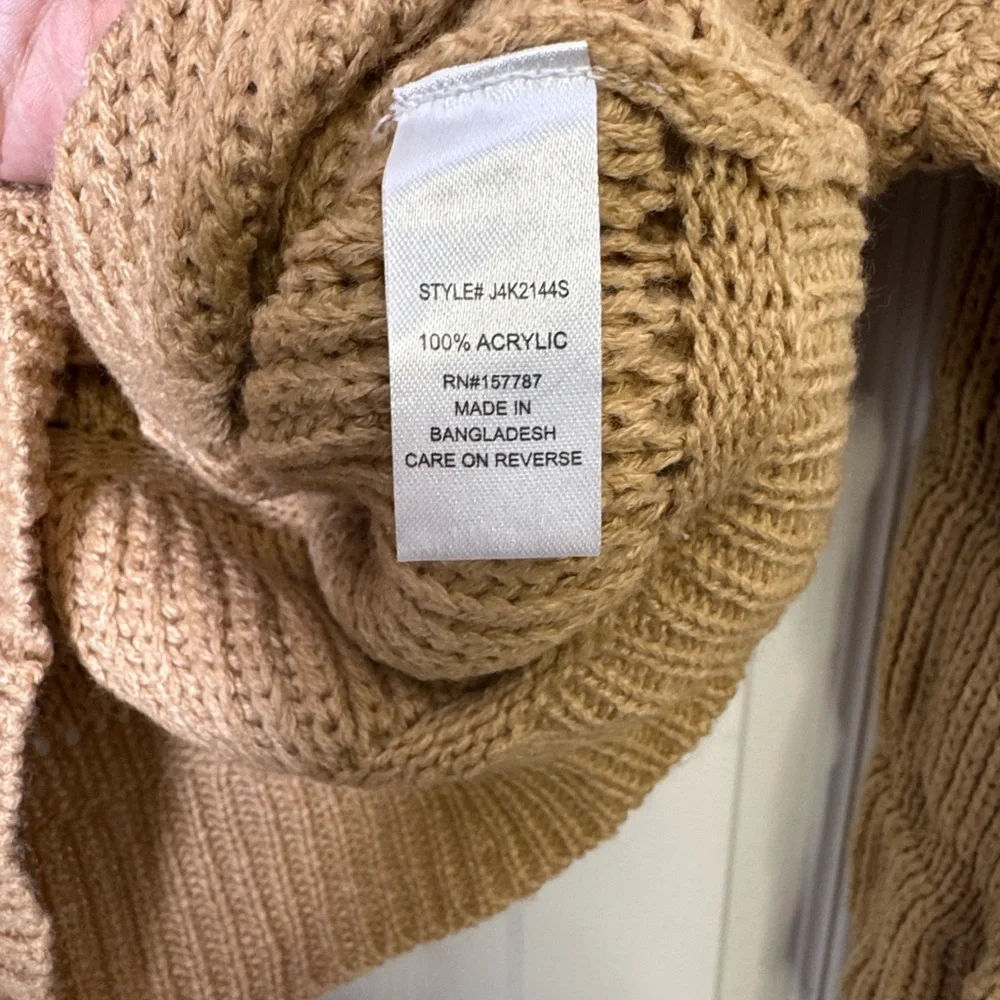 STYLE# J4K2144S
100% ACRYLIC
RN#157787
MADE IN
BANGLADESH
CARE ON REVERSE